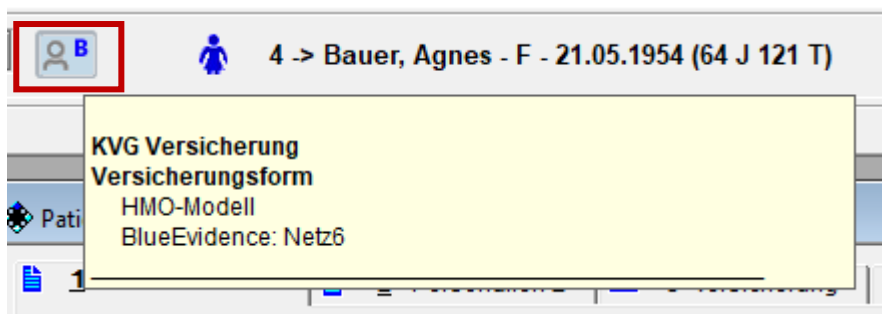 B
4 -> Bauer, Agnes - F - 21.05.1954 (64 J 121 T)
KVG Versicherung
Versicherungsform
HMO-Modell
BlueEvidence: Netz6
Pati
1